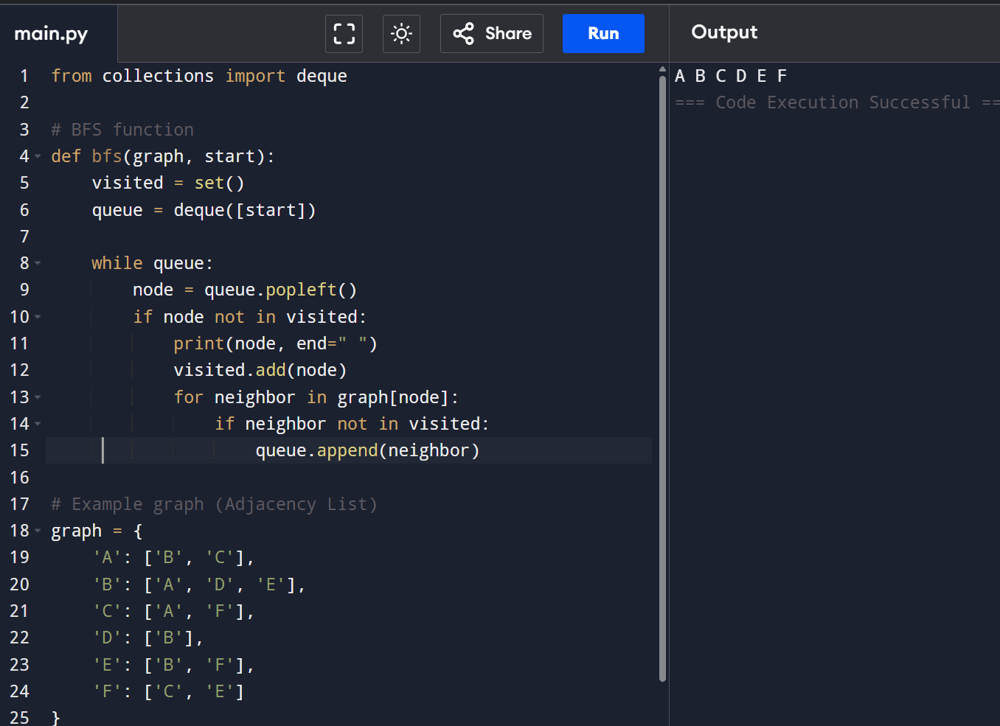 main.py
Share
Run
Output
1 from collections import deque
2
3 # BFS function
4 def bfs(graph, start):
5     visited = set()
6     queue = deque([start])
7
8     while queue:
9         node = queue.popleft()
10         if node not in visited:
11             print(node, end=" ")
12             visited.add(node)
13             for neighbor in graph[node]:
14                 if neighbor not in visited:
15                     queue.append(neighbor)
16
17 # Example graph (Adjacency List)
18 graph = {
19     'A': ['B', 'C'],
20     'B': ['A', 'D', 'E'],
21     'C': ['A', 'F'],
22     'D': ['B'],
23     'E': ['B', 'F'],
24     'F': ['C', 'E']
25 }
A B C D E F
=== Code Execution Successful ==